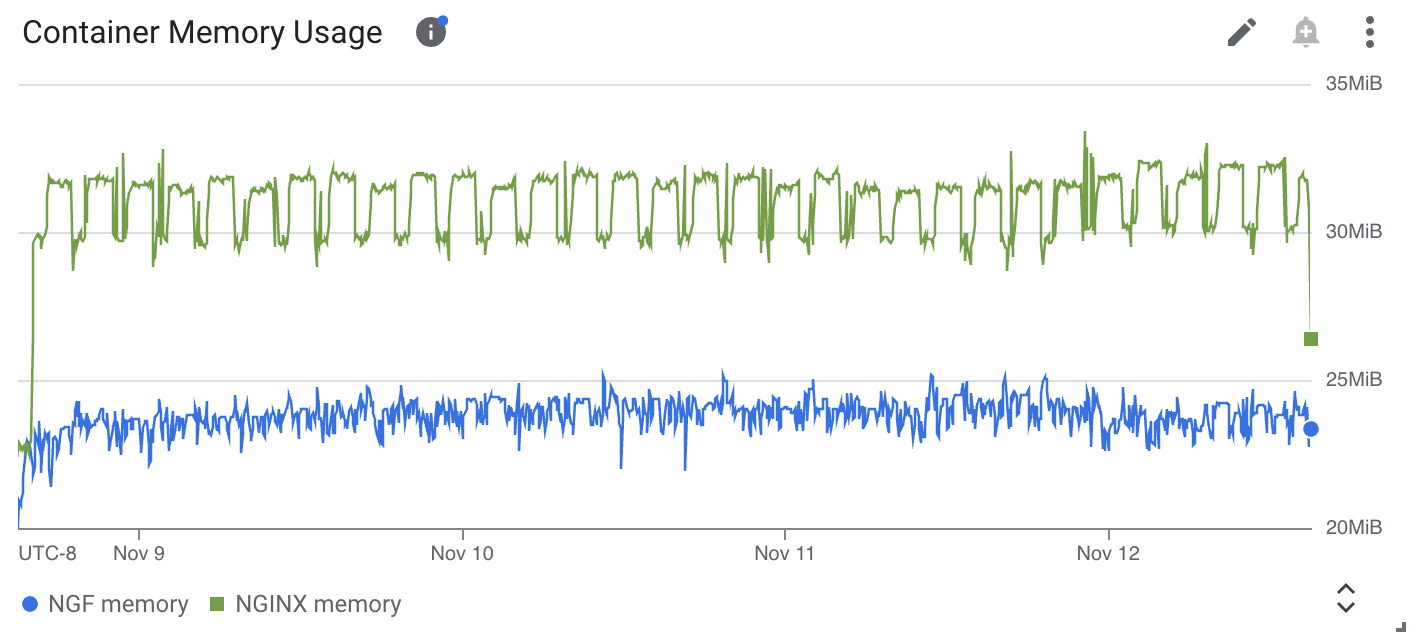 Container Memory Usage
35MiB
30MiB
25MiB
20MiB
UTC-8 Nov 9 Nov 10 Nov 11 Nov 12
NGF memory NGINX memory